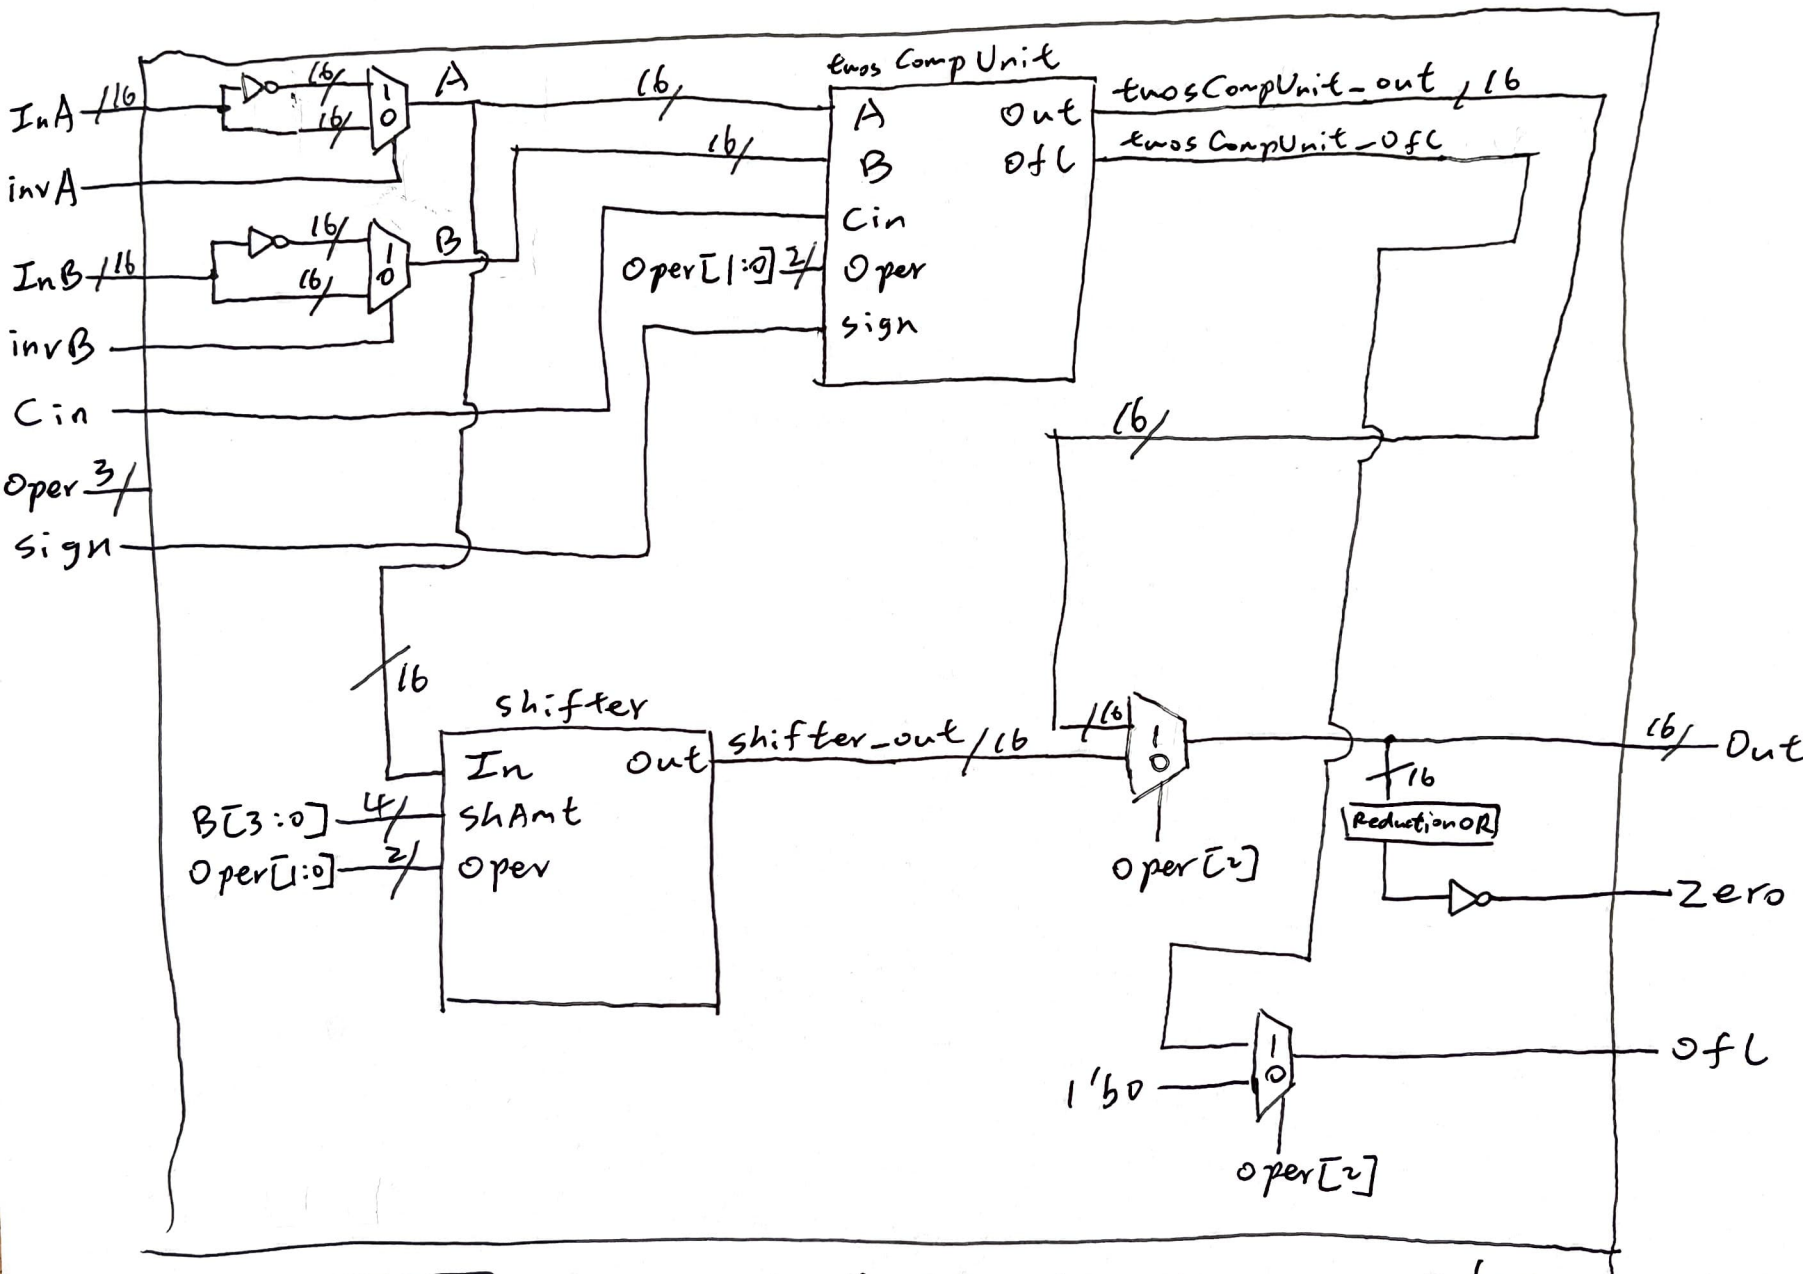 twosCompUnit
InA 16
16
16
1
0
A
16
A
Out
twosCompUnit_out 16
invA
16
B
Ofl
twosCompUnit_Ofl
InB 16
16
16
1
0
B
Cin
Oper[1:0] 2
Oper
sign
invB
Cin
16
Oper 3
sign
16
shifter
In
Out
shifter_out 16
16
1
0
16
Out
16
B[3:0] 4
shAmt
ReductionOR
Oper[1:0] 2
Oper
Oper[2]
Zero
1
0
Ofl
1'b0
Oper[2]